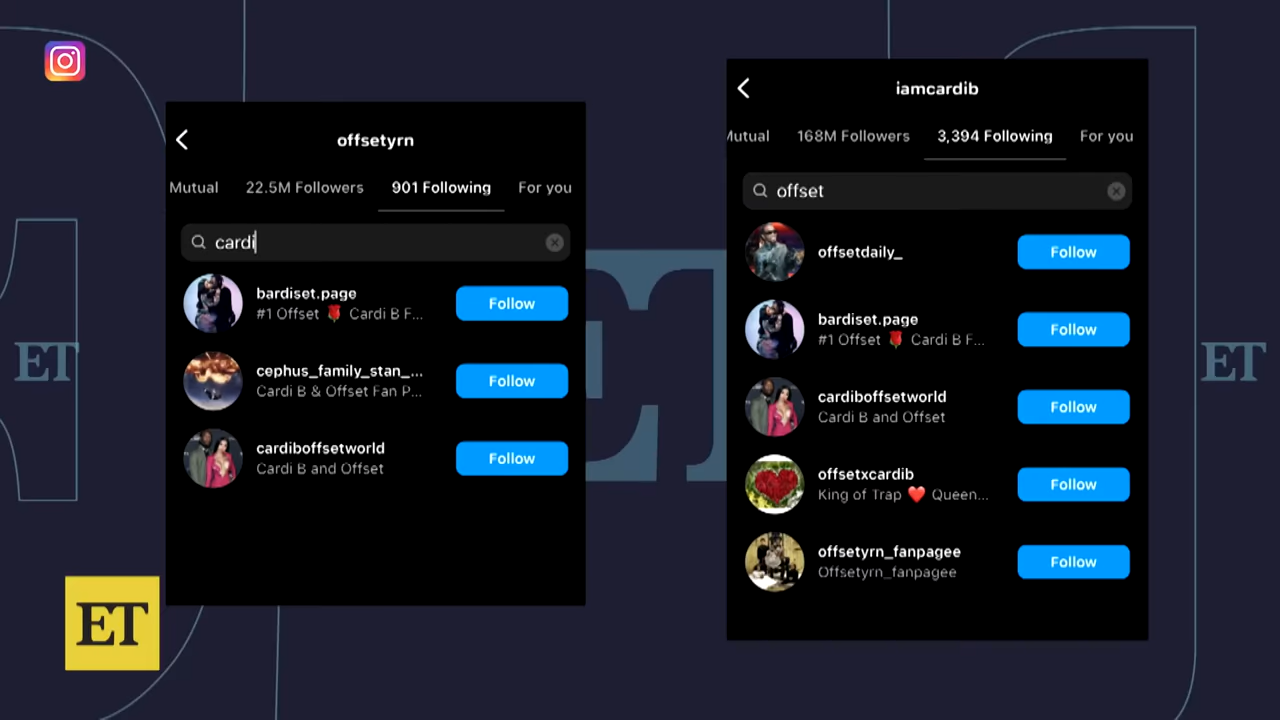 offsetyrn
Mutual 22.5M Followers 901 Following For you
cardi
bardiset.page
#1 Offset 🌹 Cardi B F...
Follow
cephus_family_stan_...
Cardi B & Offset Fan P...
Follow
cardiboffsetworld
Cardi B and Offset
Follow
iamcardib
Mutual 168M Followers 3,394 Following For you
offset
offsetdaily_
Follow
bardiset.page
#1 Offset 🌹 Cardi B F...
Follow
cardiboffsetworld
Cardi B and Offset
Follow
offsetxcardib
King of Trap ❤️ Queen...
Follow
offsetyrn_fanpagee
Offsetyrn_fanpagee
Follow
ET
ET
ET
ET